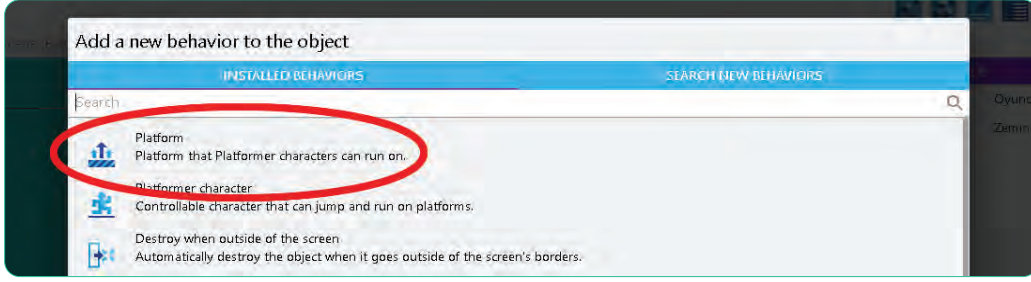 Add a new behavior to the object
INSTALLED BEHAVIORS
SEARCH NEW BEHAVIORS
Search
Oyunc
Platform
Platform that Platformer characters can run on.
Zemin
Platformer character
Controllable character that can jump and run on platforms.
Destroy when outside of the screen
Automatically destroy the object when it goes outside of the screen's borders.